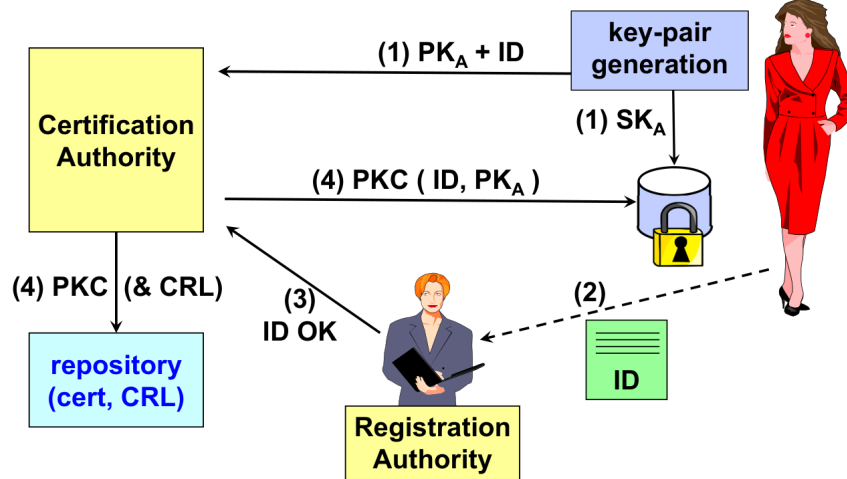 key-pair
generation
(1) PKA + ID
(1) SKA
Certification
Authority
(4) PKC ( ID, PKA )
(4) PKC (& CRL)
(3)
ID OK
(2)
ID
repository
(cert, CRL)
Registration
Authority